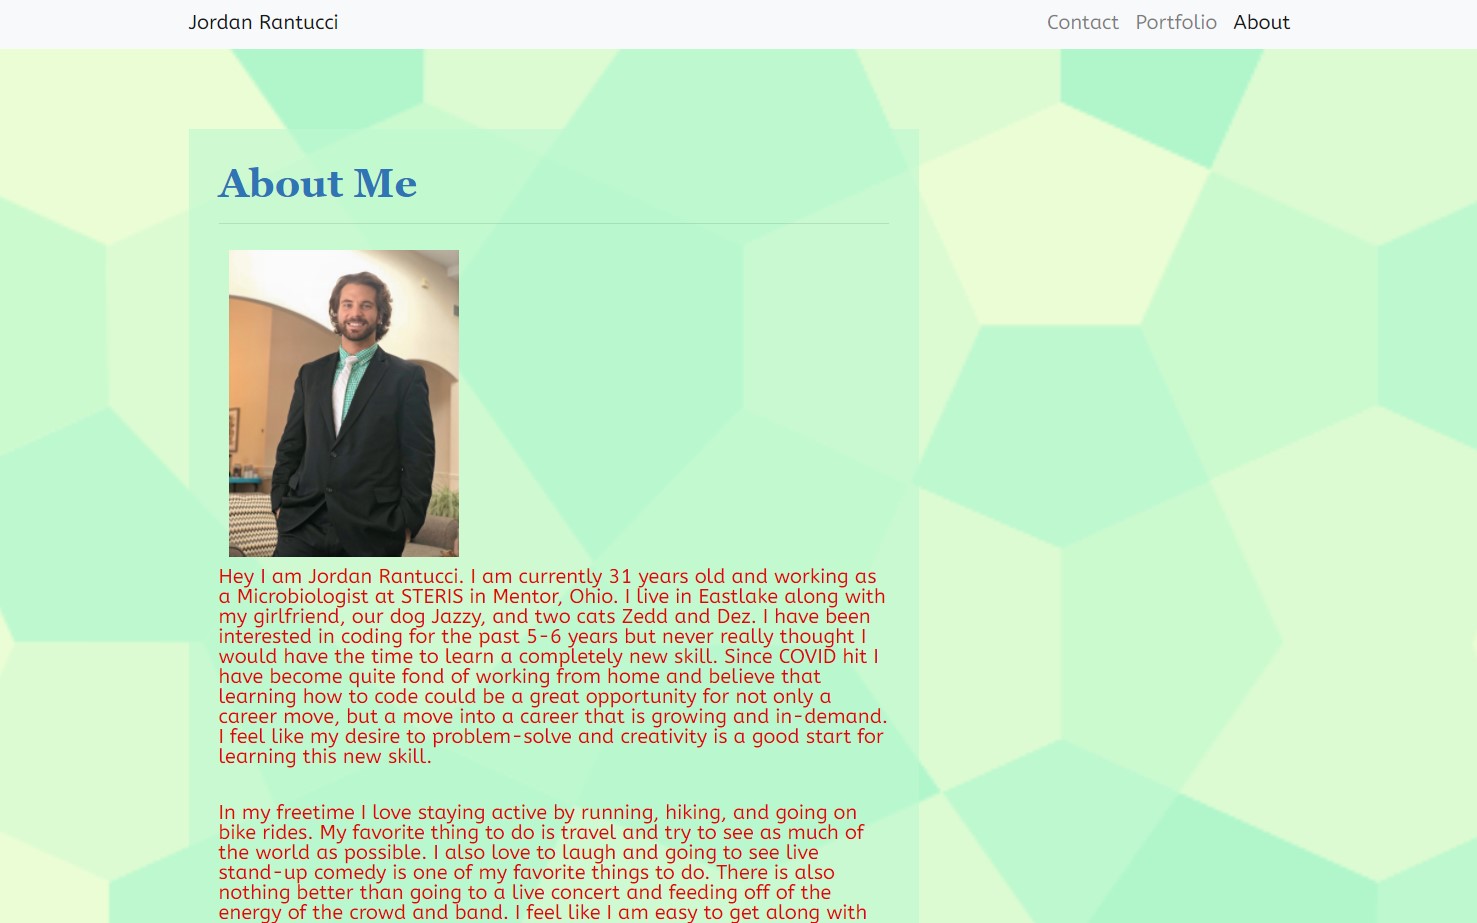 Jordan Rantucci
Contact Portfolio About
About Me
Hey I am Jordan Rantucci. I am currently 31 years old and working as
a Microbiologist at STERIS in Mentor, Ohio. I live in Eastlake along with
my girlfriend, our dog Jazzy, and two cats Zedd and Dez. I have been
interested in coding for the past 5-6 years but never really thought I
would have the time to learn a completely new skill. Since COVID hit I
have become quite fond of working from home and believe that
learning how to code could be a great opportunity for not only a
career move, but a move into a career that is growing and in-demand.
I feel like my desire to problem-solve and creativity is a good start for
learning this new skill.
In my freetime I love staying active by running, hiking, and going on
bike rides. My favorite thing to do is travel and try to see as much of
the world as possible. I also love to laugh and going to see live
stand-up comedy is one of my favorite things to do. There is also
nothing better than going to a live concert and feeding off of the
energy of the crowd and band. I feel like I am easy to get along with